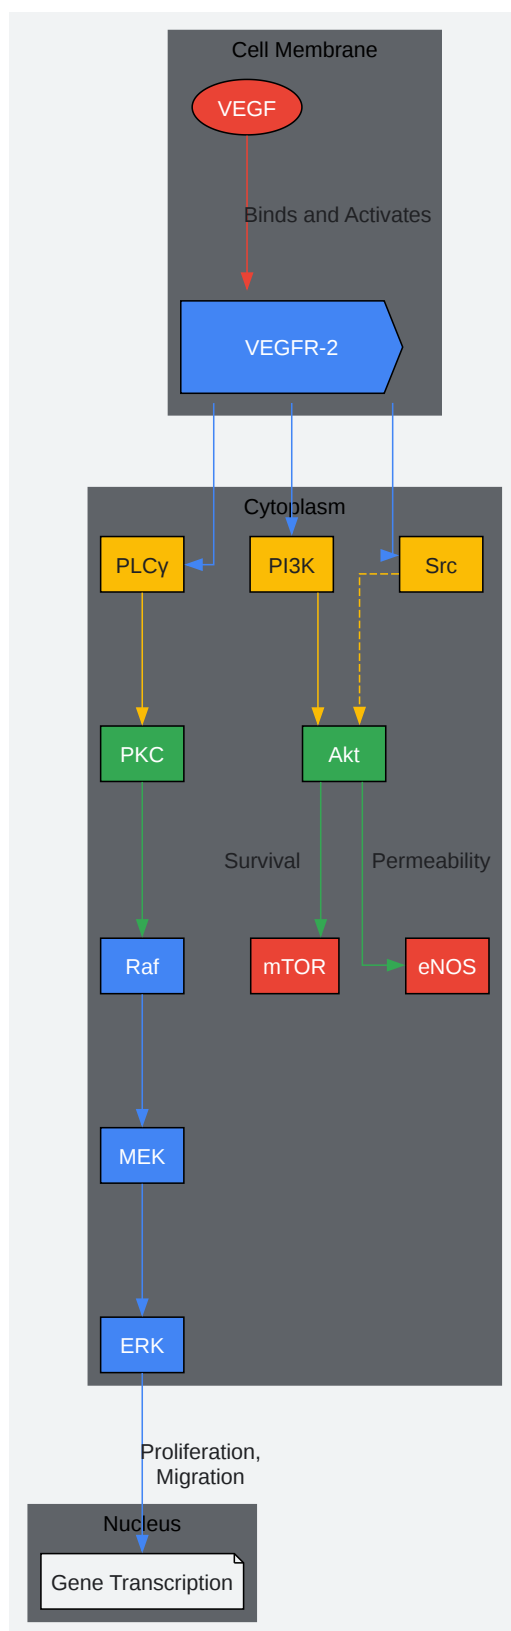 Cell Membrane
VEGF
Binds and Activates
VEGFR-2
Cytoplasm
PLCγ
PI3K
Src
PKC
Akt
Survival
Permeability
Raf
mTOR
eNOS
MEK
ERK
Proliferation,
Migration
Nucleus
Gene Transcription